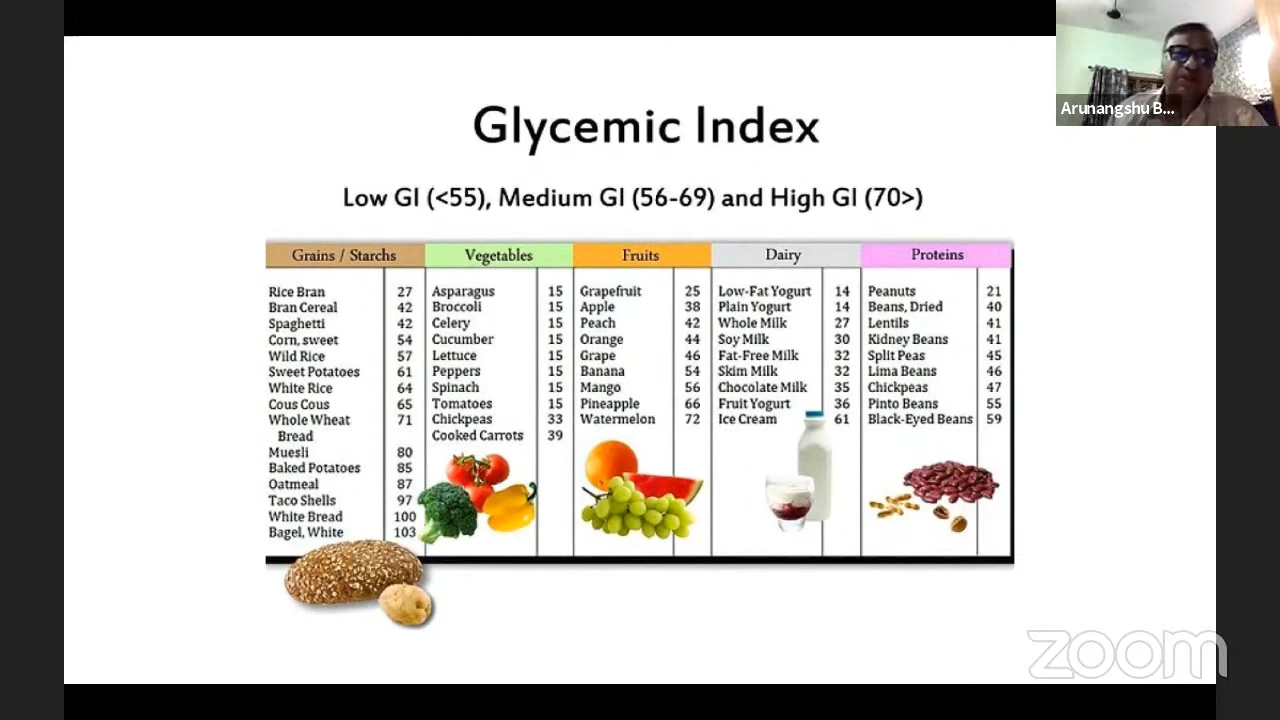 Arunangshu B...
Glycemic Index
Low GI (<55), Medium GI (56-69) and High GI (70>)
Grains / Starchs
Rice Bran 27
Bran Cereal 42
Spaghetti 42
Corn, sweet 54
Wild Rice 57
Sweet Potatoes 61
White Rice 64
Cous Cous 65
Whole Wheat 71
Bread
Muesli 80
Baked Potatoes 85
Oatmeal 87
Taco Shells 97
White Bread 100
Bagel, White 103
Vegetables
Asparagus 15
Broccoli 15
Celery 15
Cucumber 15
Lettuce 15
Peppers 15
Spinach 15
Tomatoes 15
Chickpeas 33
Cooked Carrots 39
Fruits
Grapefruit 25
Apple 38
Peach 42
Orange 44
Grape 46
Banana 54
Mango 56
Pineapple 66
Watermelon 72
Dairy
Low-Fat Yogurt 14
Plain Yogurt 14
Whole Milk 27
Soy Milk 30
Fat-Free Milk 32
Skim Milk 32
Chocolate Milk 35
Fruit Yogurt 36
Ice Cream 61
Proteins
Peanuts 21
Beans, Dried 40
Lentils 41
Kidney Beans 41
Split Peas 45
Lima Beans 46
Chickpeas 47
Pinto Beans 55
Black-Eyed Beans 59
zoom